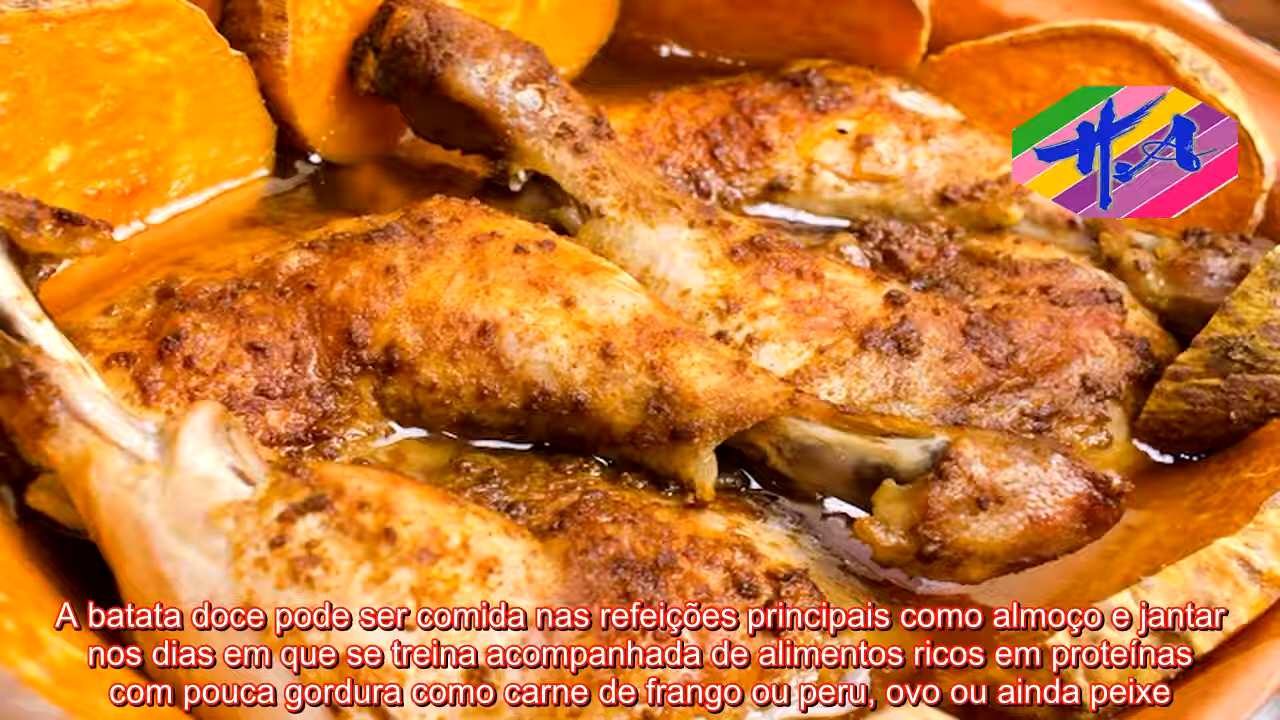 H.A
A batata doce pode ser comida nas refeições principais como almoço e jantar
nos dias em que se treina acompanhada de alimentos ricos em proteínas
com pouca gordura como carne de frango ou peru, ovo ou ainda peixe